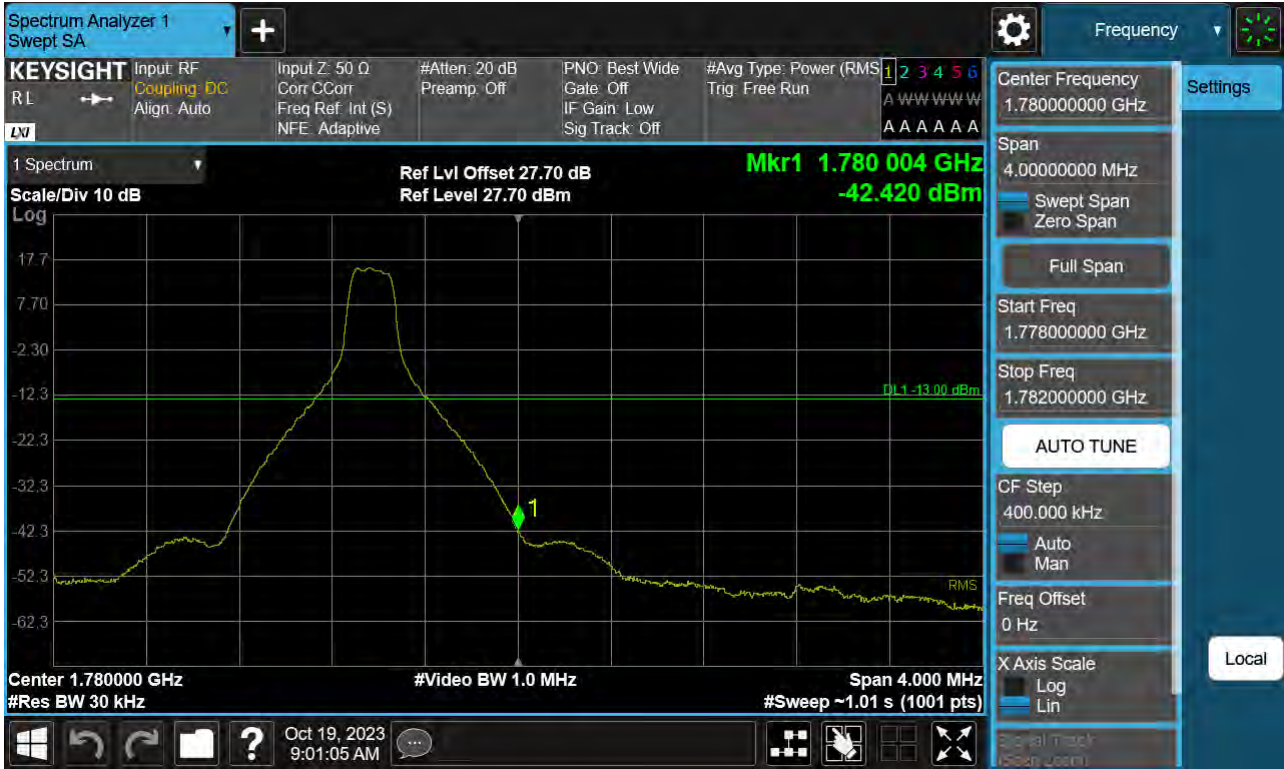 Spectrum Analyzer 1
Swept SA
+
Frequency
KEYSIGHT
RL
LXI
Input: RF
Coupling: DC
Align: Auto
Input Z: 50 Ω
Corr CCorr
Freq Ref: Int (S)
NFE: Adaptive
#Atten: 20 dB
Preamp: Off
PNO: Best Wide
Gate: Off
IF Gain: Low
Sig Track: Off
#Avg Type: Power (RMS
Trig: Free Run
1 2 3 4 5 6
A W W W W W
A A A A A A
1 Spectrum
Scale/Div 10 dB
Ref Lvl Offset 27.70 dB
Ref Level 27.70 dBm
Mkr1 1.780 004 GHz
-42.420 dBm
Log
17.7
7.70
-2.30
-12.3
-22.3
-32.3
-42.3
-52.3
-62.3
DL1 -13.00 dBm
1
RMS
Center 1.780000 GHz
#Video BW 1.0 MHz
Span 4.000 MHz
#Res BW 30 kHz
#Sweep ~1.01 s (1001 pts)
Center Frequency
1.780000000 GHz
Settings
Span
4.00000000 MHz
Swept Span
Zero Span
Full Span
Start Freq
1.778000000 GHz
Stop Freq
1.782000000 GHz
AUTO TUNE
CF Step
400.000 kHz
Auto
Man
Freq Offset
0 Hz
X Axis Scale
Log
Lin
Local
Signal Track
(Span Zoom)
?
Oct 19, 2023
9:01:05 AM